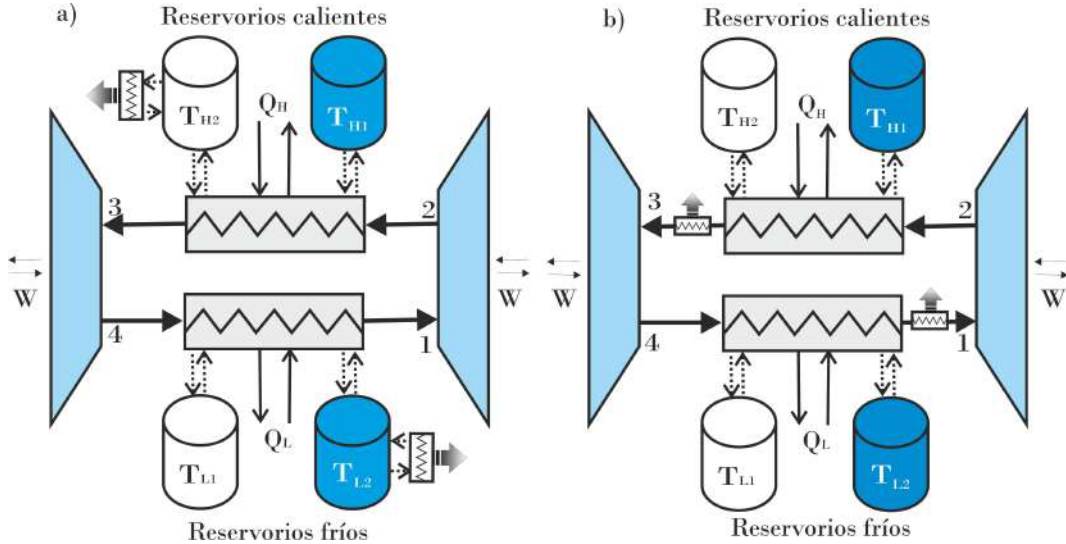 a)
Reservorios calientes
T_H2
Q_H
T_H1
3
2
W
W
4
1
T_L1
Q_L
T_L2
Reservorios fríos
b)
Reservorios calientes
T_H2
Q_H
T_H1
3
2
W
W
4
1
T_L1
Q_L
T_L2
Reservorios fríos